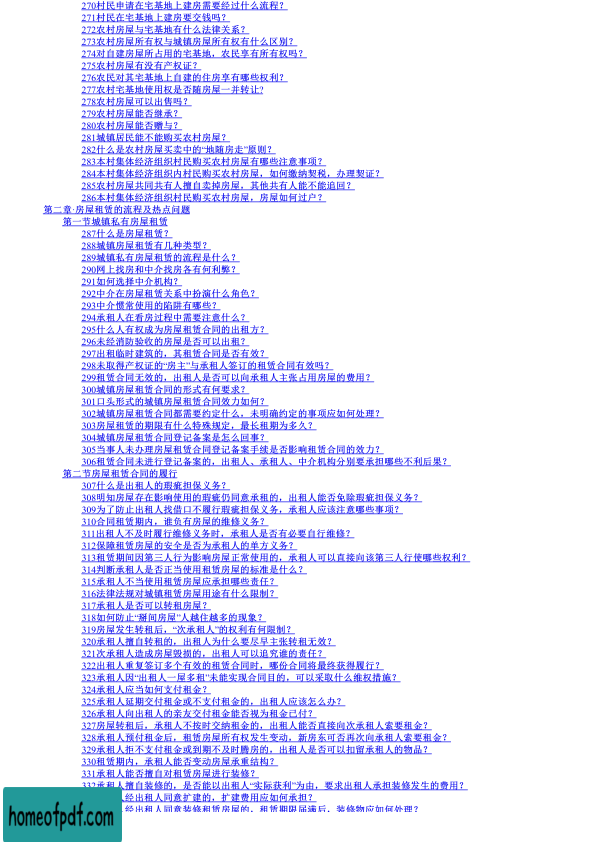 270村民申请在宅基地上建房需要经过什么流程？
271村民在宅基地上建房要交钱吗？
272农村房屋与宅基地有什么法律关系？
273农村房屋所有权与城镇房屋所有权有什么区别？
274对自建房屋所占用的宅基地，农民享有所有权吗？
275农村房屋有没有产权证？
276农民对其宅基地上自建的住房享有哪些权利？
277农村宅基地使用权是否随房屋一并转让?
278农村房屋可以出售吗？
279农村房屋能否继承？
280农村房屋能否赠与？
281城镇居民能不能购买农村房屋？
282什么是农村房屋买卖中的“地随房走”原则？
283本村集体经济组织村民购买农村房屋有哪些注意事项？
284本村集体经济组织内村民购买农村房屋，如何缴纳契税，办理契证？
285农村房屋共同共有人擅自卖掉房屋，其他共有人能不能追回？
286本村集体经济组织村民购买农村房屋，房屋如何过户？
第二章·房屋租赁的流程及热点问题
第一节城镇私有房屋租赁
287什么是房屋租赁？
288城镇房屋租赁有几种类型？
289城镇私有房屋租赁的流程是什么？
290网上找房和中介找房各有何利弊？
291如何选择中介机构？
292中介在房屋租赁关系中扮演什么角色？
293中介惯常使用的陷阱有哪些？
294承租人在看房过程中需要注意什么？
295什么人有权成为房屋租赁合同的出租方？
296未经消防验收的房屋是否可以出租？
297出租临时建筑的，其租赁合同是否有效？
298未取得产权证的“房主”与承租人签订的租赁合同有效吗？
299租赁合同无效的，出租人是否可以向承租人主张占用房屋的费用？
300城镇房屋租赁合同的形式有何要求？
301口头形式的城镇房屋租赁合同效力如何？
302城镇房屋租赁合同都需要约定什么，未明确约定的事项应如何处理？
303房屋租赁的期限有什么特殊规定，最长租期为多久？
304城镇房屋租赁合同登记备案是怎么回事？
305当事人未办理房屋租赁合同登记备案手续是否影响租赁合同的效力？
306租赁合同未进行登记备案的，出租人、承租人、中介机构分别要承担哪些不利后果？
第二节房屋租赁合同的履行
307什么是出租人的瑕疵担保义务？
308明知房屋存在影响使用的瑕疵仍同意承租的，出租人能否免除瑕疵担保义务？
309为了防止出租人找借口不履行瑕疵担保义务，承租人应该注意哪些事项？
310合同租赁期内，谁负有房屋的维修义务？
311出租人不及时履行维修义务时，承租人是否有必要自行维修？
312保障租赁房屋的安全是否为承租人的单方义务？
313租赁期间因第三人行为影响房屋正常使用的，承租人可以直接向该第三人行使哪些权利？
314判断承租人是否正当使用租赁房屋的标准是什么？
315承租人不当使用租赁房屋应承担哪些责任？
316法律法规对城镇租赁房屋用途有什么限制？
317承租人是否可以转租房屋？
318如何防止“掰间房屋”人越住越多的现象？
319房屋发生转租后，“次承租人”的权利有何限制？
320承租人擅自转租的，出租人为什么要尽早主张转租无效？
321次承租人造成房屋毁损的，出租人可以追究谁的责任？
322出租人重复签订多个有效的租赁合同时，哪份合同将最终获得履行？
323承租人因“出租人一屋多租”未能实现合同目的，可以采取什么维权措施？
324承租人应当如何支付租金？
325承租人延期交付租金或不支付租金的，出租人应该怎么办？
326承租人向出租人的亲友交付租金能否视为租金已付？
327房屋转租后，承租人不按时交纳租金的，出租人能否直接向次承租人索要租金？
328承租人预付租金后，租赁房屋所有权发生变动，新房东可否再次向承租人索要租金？
329承租人拒不支付租金或到期不及时腾房的，出租人是否可以扣留承租人的物品？
330租赁期内，承租人能否变动房屋承重结构？
331承租人能否擅自对租赁房屋进行装修？
332承租人擅自装修的，是否能以出租人“实际获利”为由，要求出租人承担装修发生的费用？
人经出租人同意扩建的，扩建费用应如何承担？
人经出租人同意装修租赁房屋的，租赁期限届满后，装修物应如何处理？
homeofpdf.com